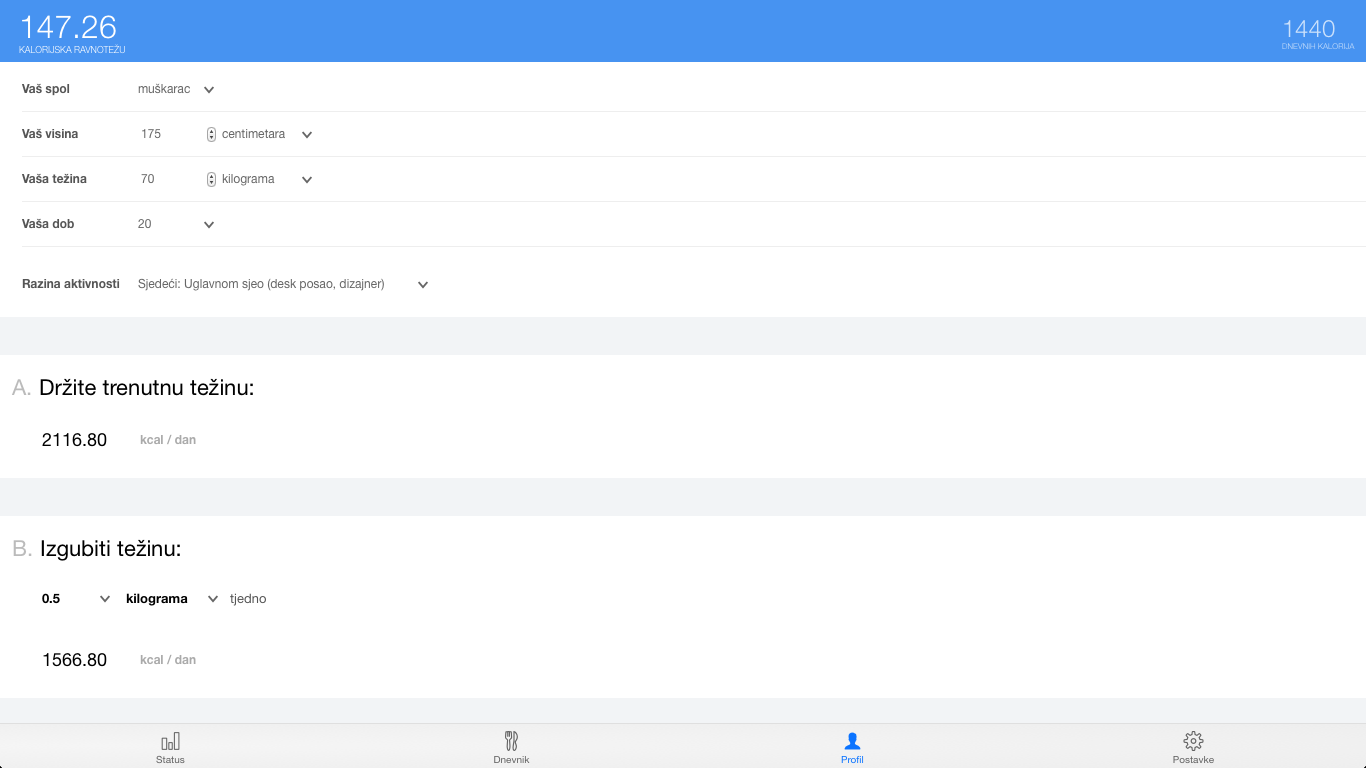 147.26
KALORIJSKA RAVNOTEŽU
1440
DNEVNIH KALORIJA
Vaš spol muškarac
Vaš visina 175 centimetara
Vaša težina 70 kilograma
Vaša dob 20
Razina aktivnosti Sjedeći: Uglavnom sjeo (desk posao, dizajner)
A. Držite trenutnu težinu:
2116.80 kcal / dan
B. Izgubiti težinu:
0.5 kilograma tjedno
1566.80 kcal / dan
Status Dnevnik Profil Postavke